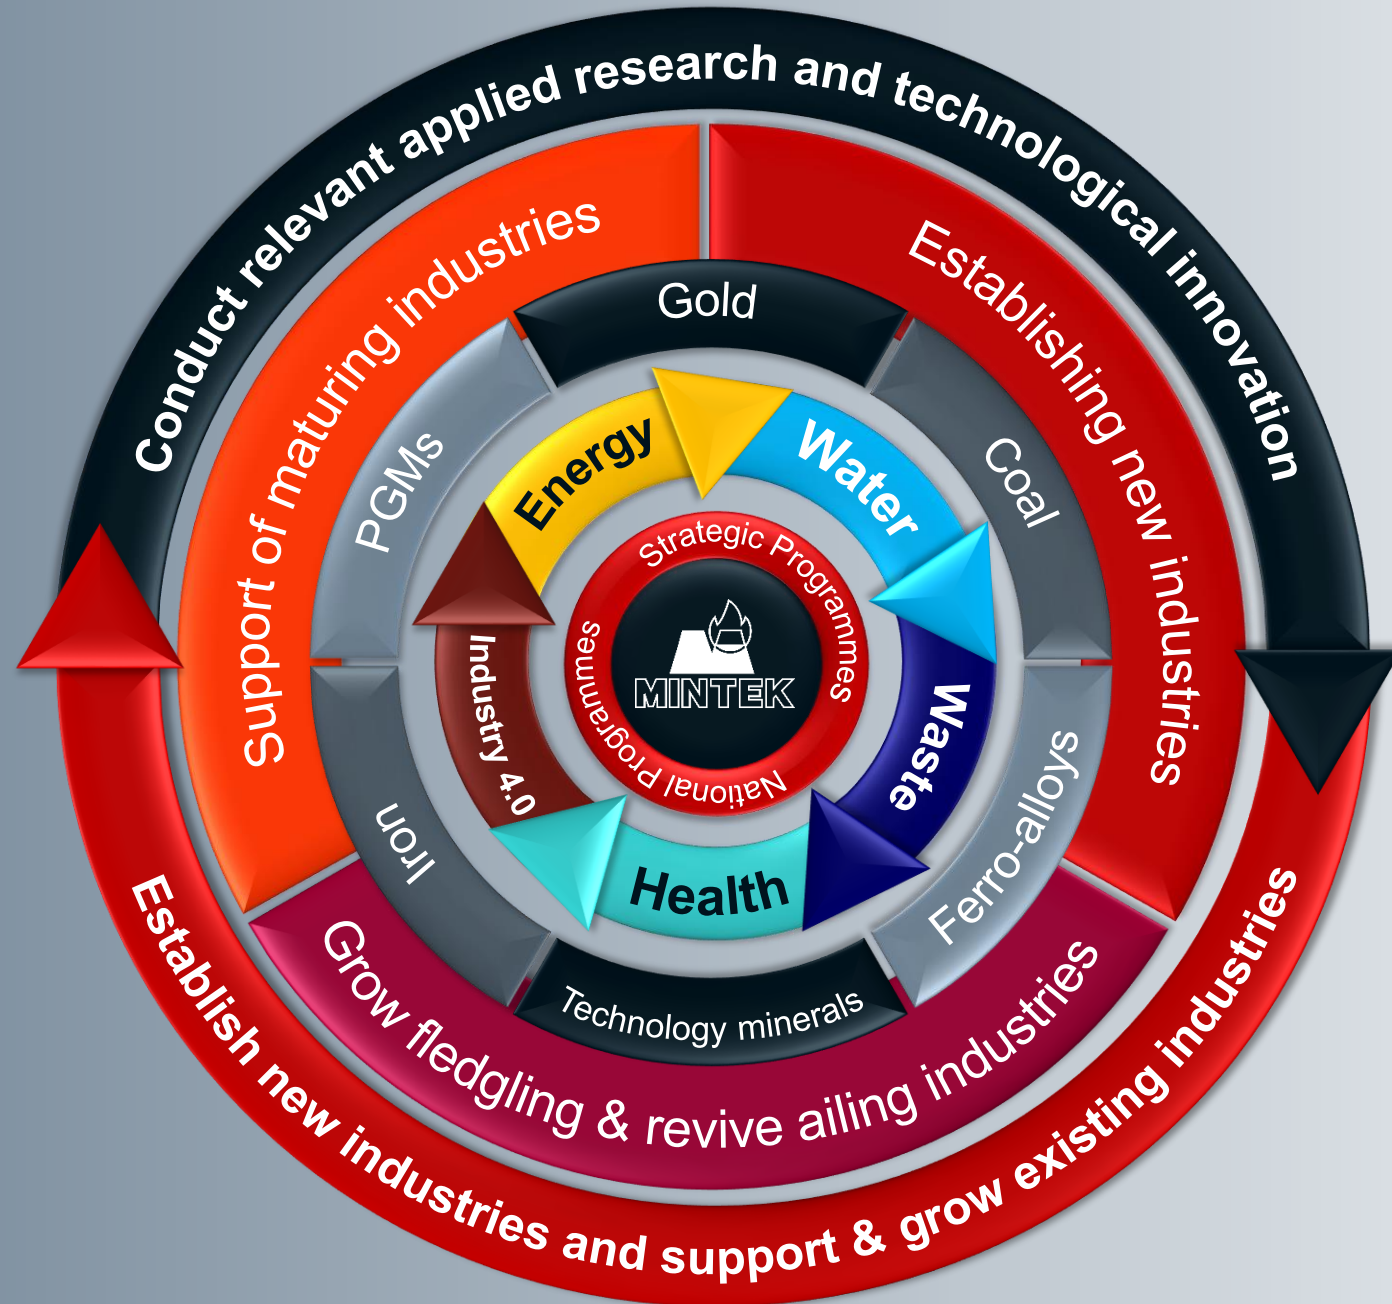 Conduct relevant applied research and technological innovation
Establish new industries and support & grow existing industries
Support of maturing industries
Establishing new industries
Grow fledgling & revive ailing industries
Gold
Coal
Ferro-alloys
Technology minerals
Iron
PGMs
Energy
Water
Waste
Health
Industry 4.0
Strategic Programmes
National Programmes
MINTEK